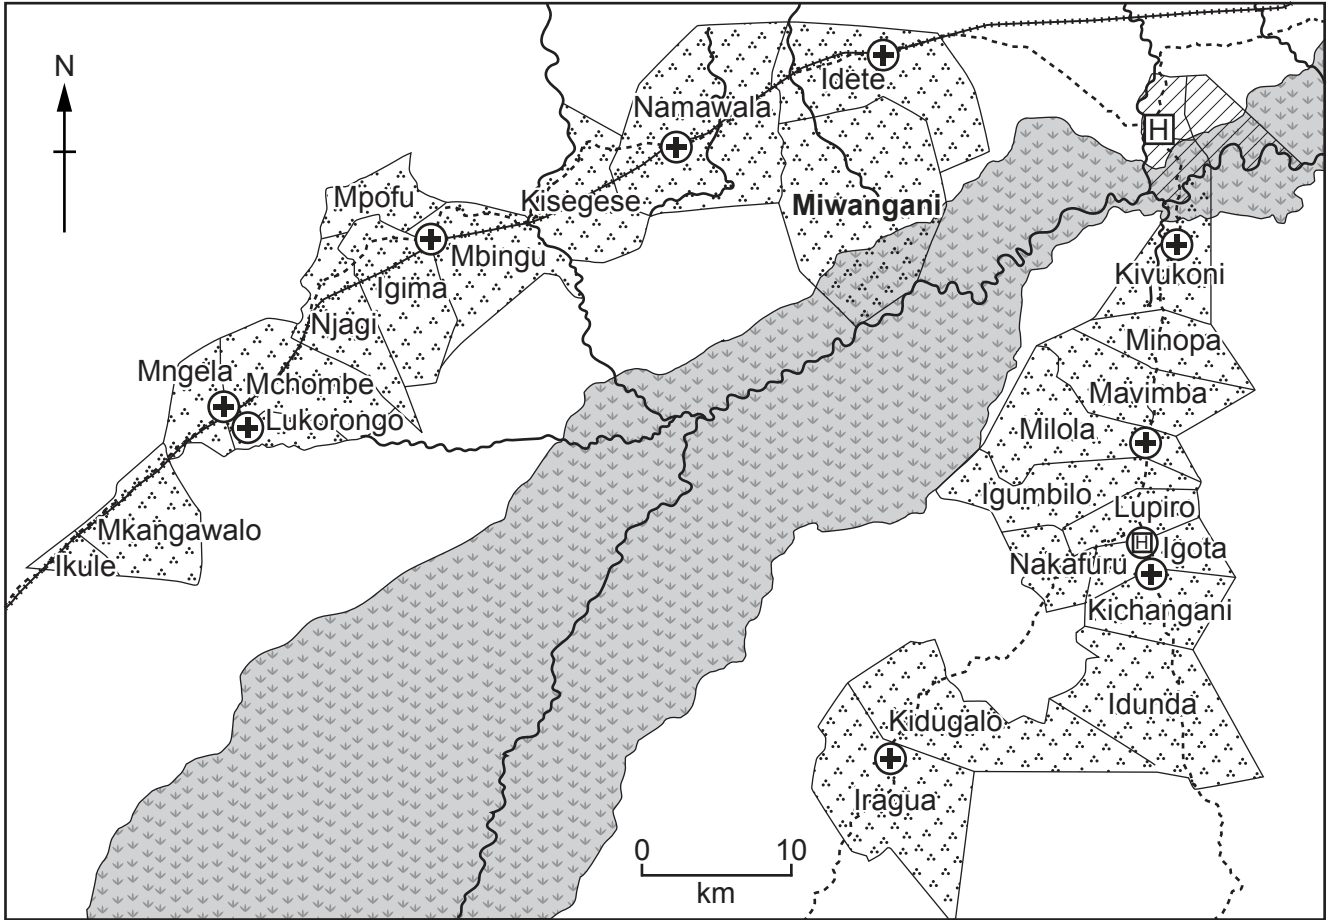 N
H
Idete
Namawala
Mpofu
Kisegese
Miwangani
Mbingu
Kivukoni
Igima
Njagi
Minopa
Mngela
Mchombe
Mavimba
Lukorongo
Milola
Igumbilo
Lupiro
Mkangawalo
H
Igota
Ikule
Nakafuru
Kichangani
Idunda
Kidugalo
Iragua
0 10
km